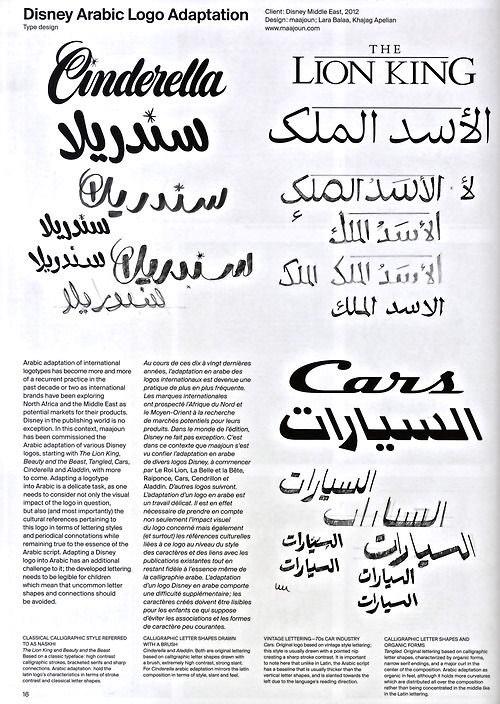 Disney Arabic Logo Adaptation
Type design
Client: Disney Middle East, 2012
Design: maajoun; Lara Balaa, Khajag Apelian
www.maajoun.com
Cinderella
سندريلا
سندريلا
سندريلا
سندريلا
سندريلا
سندريلا
THE
LION KING
الأسد الملك
الأسد الملك لأ
الأسد الملك
الأسد الملك الملك
الاسد الملك
Cars
السيارات
السيارات
السيارات
السيارات
السيارات
السيارات
السيارات
السيارات
Arabic adaptation of international
logotypes has become more and more
of a recurrent practice in the
past decade or two as international
brands have been exploring
North Africa and the Middle East as
potential markets for their products.
Disney in the publishing world is no
exception. In this context, maajoun
has been commissioned the
Arabic adaptation of various Disney
logos, starting with The Lion King,
Beauty and the Beast, Tangled, Cars,
Cinderella and Aladdin, with more
to come. Adapting a logotype
into Arabic is a delicate task, as one
needs to consider not only the visual
impact of the logo in question,
but also (and most importantly) the
cultural references pertaining to
this logo in terms of lettering styles
and periodical connotations while
remaining true to the essence of the
Arabic script. Adapting a Disney
logo into Arabic has an additional
challenge to it; the developed lettering
needs to be legible for children
which mean that uncommon letter
shapes and connections should
be avoided.
Au cours de ces dix à vingt dernières
années, l'adaptation en arabe des
logos internationaux est devenue une
pratique de plus en plus fréquente.
Les marques internationales
ont prospecté l'Afrique du Nord et
le Moyen-Orient à la recherche
de marchés potentiels pour leurs
produits. Dans le monde de l'édition,
Disney ne fait pas exception. C'est
dans ce contexte que maajoun s'est
vu confier l'adaptation en arabe
de divers logos Disney, à commencer
par Le Roi Lion, La Belle et la Bête,
Raiponce, Cars, Cendrillon et
Aladdin. D'autres logos suivront.
L'adaptation d'un logo en arabe est
un travail délicat. Il est en effet
nécessaire de prendre en compte
non seulement l'impact visuel
du logo concerné mais également
(et surtout) les références culturelles
liées à ce logo au niveau du style
des caractères et des liens avec les
publications existantes tout en
restant fidèle à l'essence même de
la calligraphie arabe. L'adaptation
d'un logo Disney en arabe comporte
une difficulté supplémentaire; les
caractères créés doivent être lisibles
pour les enfants ce qui suppose
d'éviter les associations et les formes
de caractère peu courantes.
CLASSICAL CALLIGRAPHIC STYLE REFERRED
TO AS NASKHI
The Lion King and Beauty and the Beast
Based on a classic typeface: high contrast
calligraphic strokes, bracketed serifs and sharp
connections. Arabic adaptation: hold the
latin logo's characteristics in terms of stroke
contrast and classical letter shapes.
CALLIGRAPHIC LETTER SHAPES DRAWN
WITH A BRUSH
Cinderella and Aladdin. Both are original lettering
based on calligraphic letter shapes drawn with
a brush, extremely high contrast, strong slant.
For Cinderella arabic adaptation mirrors the latin
composition in terms of style, slant and feel.
VINTAGE LETTERING—70s CAR INDUSTRY
Cars. Original logo based on vintage style lettering;
this style is usually drawn with a pointed nib
creating a sharp stroke contrast. It is important
to note here that unlike in Latin, the Arabic script
has a baseline that is usually thicker than the
vertical letter shapes, and is slanted towards the
left due to the language's reading direction.
CALLIGRAPHIC LETTER SHAPES AND
ORGANIC FORMS
Tangled. Original lettering based on calligraphic
letter shapes, characterized by organic forms,
narrow serif endings, and a major curl in the
center of the composition. Arabic adaptation as
organic in feel, although it holds more curvatures
which are distributed all over the composition
rather than being concentrated in the middle like
in the Latin lettering.
16